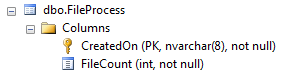 dbo.FileProcess
Columns
CreatedOn (PK, nvarchar(8), not null)
FileCount (int, not null)